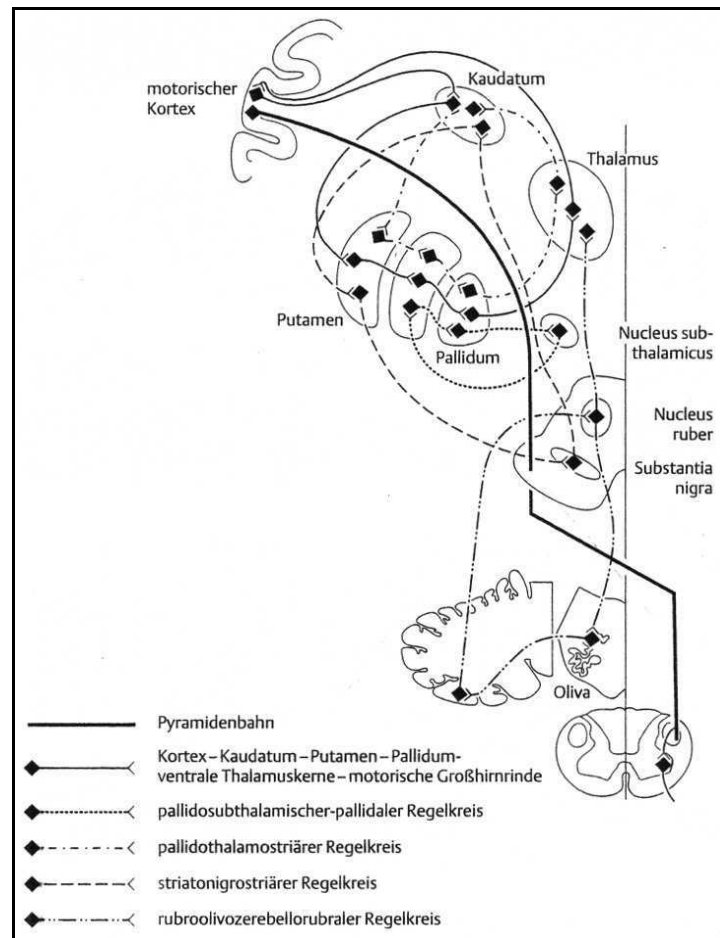 motorischer
Kortex
Kaudatum
Thalamus
Putamen
Pallidum
Nucleus sub-
thalamicus
Nucleus
ruber
Substantia
nigra
Oliva
Pyramidenbahn
Kortex–Kaudatum–Putamen–Pallidum-
ventrale Thalamuskerne–motorische Großhirnrinde
pallidosubthalamischer-pallidaler Regelkreis
pallidothalamostriärer Regelkreis
striatonigrostriärer Regelkreis
rubroolivozerebellorubraler Regelkreis